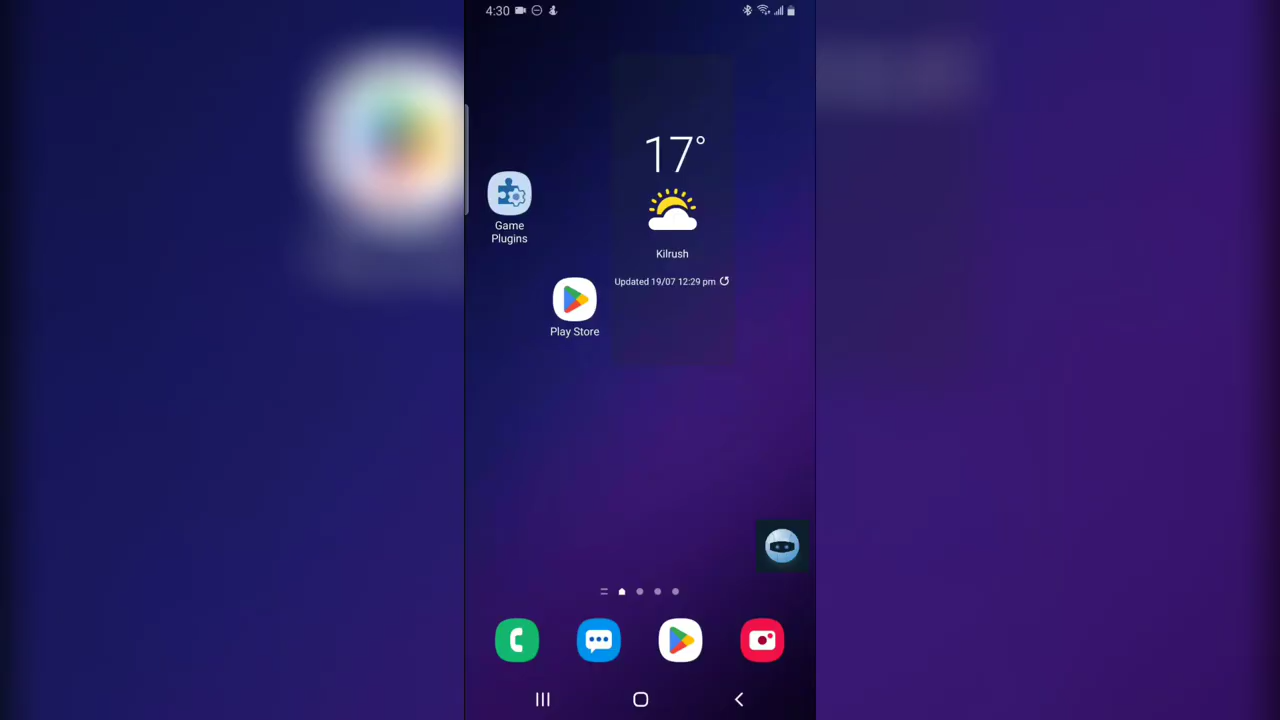 4:30
17°
Game
Plugins
Kilrush
Updated 19/07 12:29 pm
Play Store